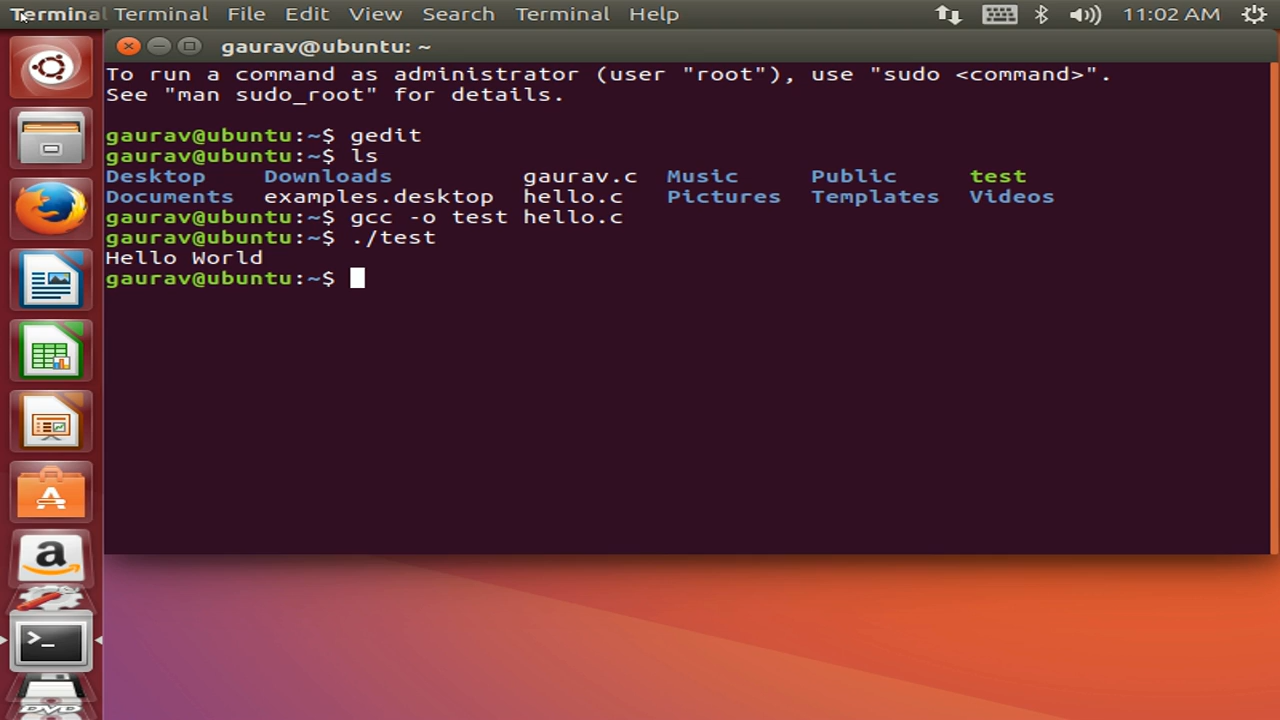 Terminal Terminal File Edit View Search Terminal Help 11:02 AM
gaurav@ubuntu: ~
To run a command as administrator (user "root"), use "sudo <command>".
See "man sudo_root" for details.
gaurav@ubuntu:~$ gedit
gaurav@ubuntu:~$ ls
Desktop Downloads gaurav.c Music Public test
Documents examples.desktop hello.c Pictures Templates Videos
gaurav@ubuntu:~$ gcc -o test hello.c
gaurav@ubuntu:~$ ./test
Hello World
gaurav@ubuntu:~$
A
a
>_
DVD